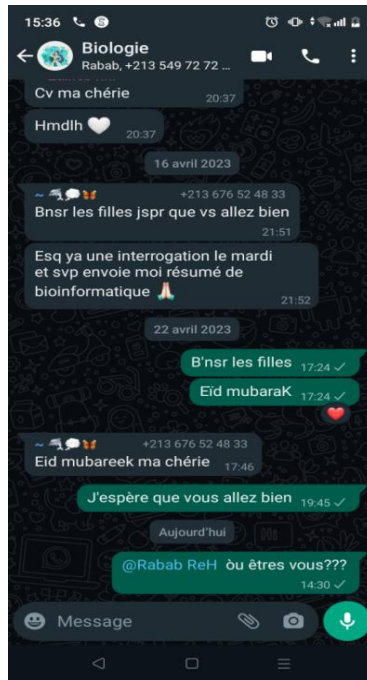 15:36
Biologie
Rabab, +213 549 72 72 ...
Cv ma chérie
20:37
Hmdlh 🤍
20:37
16 avril 2023
~ 💭🦋 +213 676 52 48 33
Bnsr les filles jspr que vs allez bien
21:51
Esq ya une interrogation le mardi
et svp envoie moi résumé de
bioinformatique 🙏🏻
21:52
22 avril 2023
B'nsr les filles 17:24 ✓
Eïd mubaraK 17:24 ✓
❤️
~ 💭🦋 +213 676 52 48 33
Eid mubareek ma chérie 17:46
J'espère que vous allez bien 19:45 ✓
Aujourd'hui
@Rabab ReH òu êtres vous???
14:30 ✓
Message